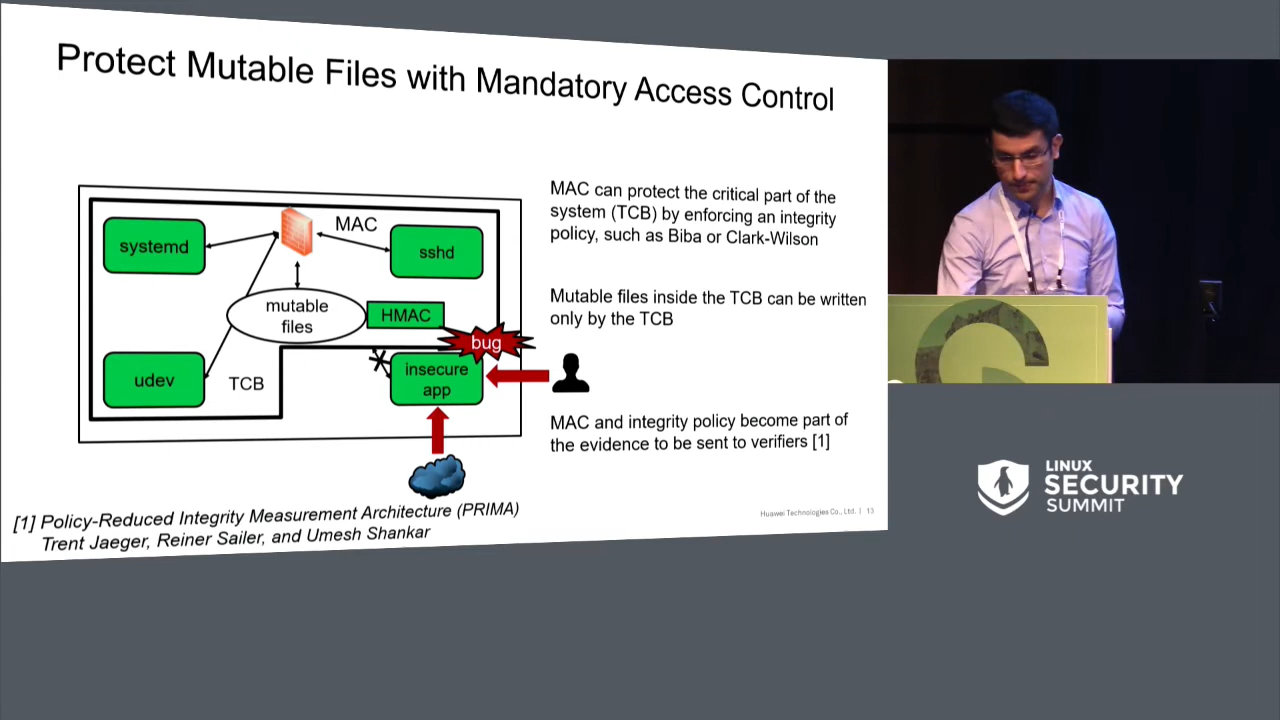 Protect Mutable Files with Mandatory Access Control
MAC
systemd
sshd
mutable
files
HMAC
bug
udev
TCB
insecure
app
MAC can protect the critical part of the
system (TCB) by enforcing an integrity
policy, such as Biba or Clark-Wilson
Mutable files inside the TCB can be written
only by the TCB
MAC and integrity policy become part of
the evidence to be sent to verifiers [1]
[1] Policy-Reduced Integrity Measurement Architecture (PRIMA)
Trent Jaeger, Reiner Sailer, and Umesh Shankar
Huawei Technologies Co., Ltd. | 13
LINUX
SECURITY
SUMMIT